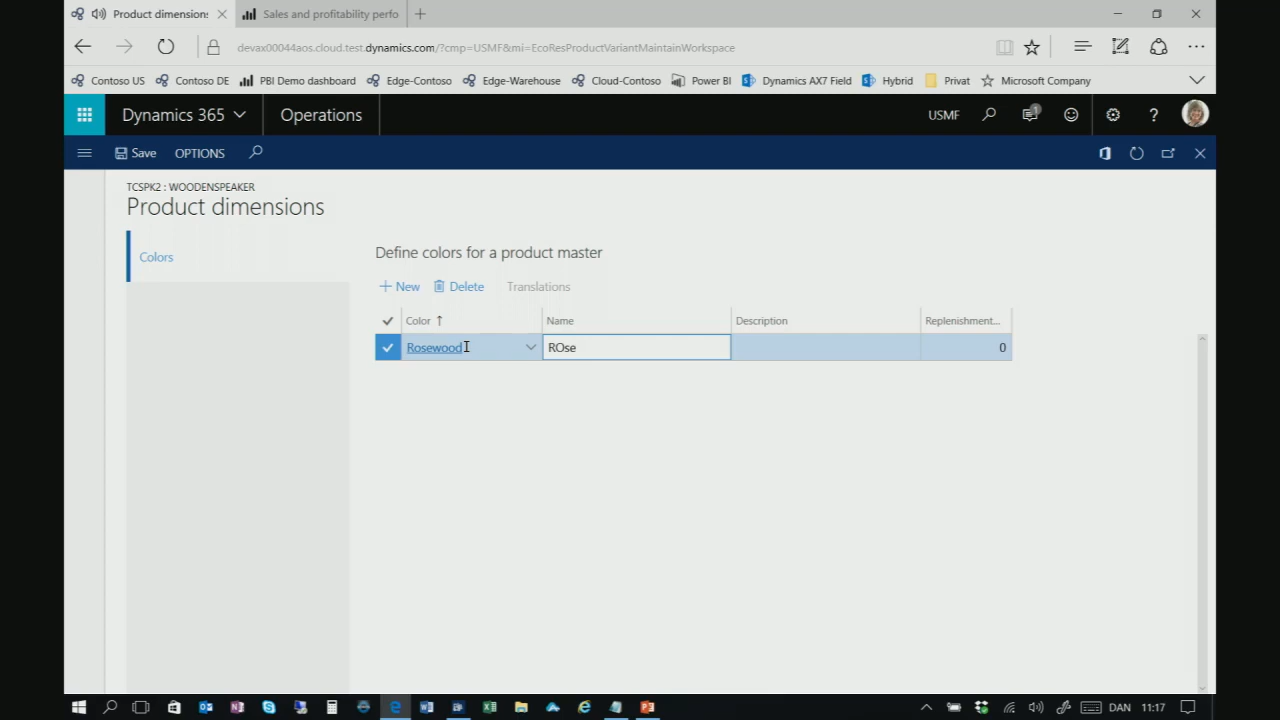 Product dimensions
Sales and profitability perfo
devax00044aos.cloud.test.dynamics.com/?cmp=USMF&mi=EcoResProductVariantMaintainWorkspace
Contoso US
Contoso DE
PBI Demo dashboard
Edge-Contoso
Edge-Warehouse
Cloud-Contoso
Power BI
Dynamics AX7 Field
Hybrid
Privat
Microsoft Company
Dynamics 365
Operations
USMF
1
?
Save
OPTIONS
TCSPK2 : WOODENSPEAKER
Product dimensions
Colors
Define colors for a product master
+ New
Delete
Translations
Color ↑
Name
Description
Replenishment...
Rosewood
ROse
0
DAN
11:17